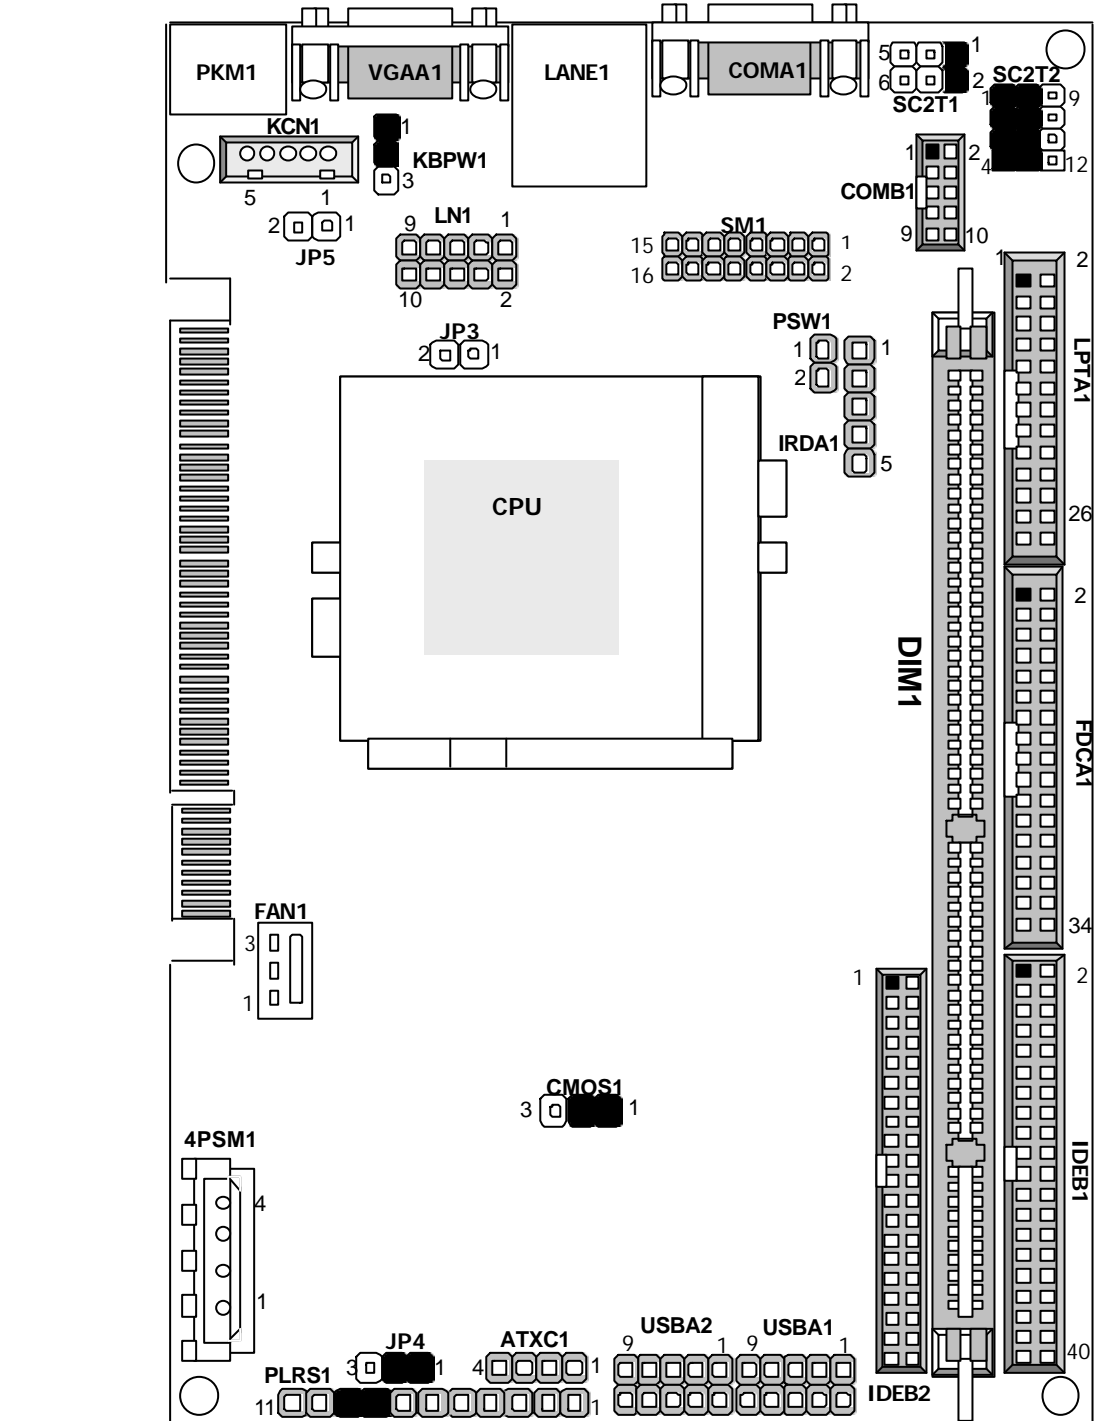 PKM1 VGAA1 LANE1 COMA1
5 1
6 2
SC2T1
SC2T2
1 9
4 12
KCN1
5 1
1
KBPW1
3
2 1
JP5
LN1
9 1
10 2
SM1
15 1
16 2
COMB1
1 2
9 10
1 2
LPTA1
26
JP3
2 1
PSW1
1
2
1
IRDA1
5
CPU
DIM1
2
FDCA1
34
FAN1
3
1
1
2
IDEB1
40
IDEB2
CMOS1
3 1
4PSM1
4
1
JP4
3 1
ATXC1
4 1
USBA2
9 1
USBA1
9 1
PLRS1
11 1